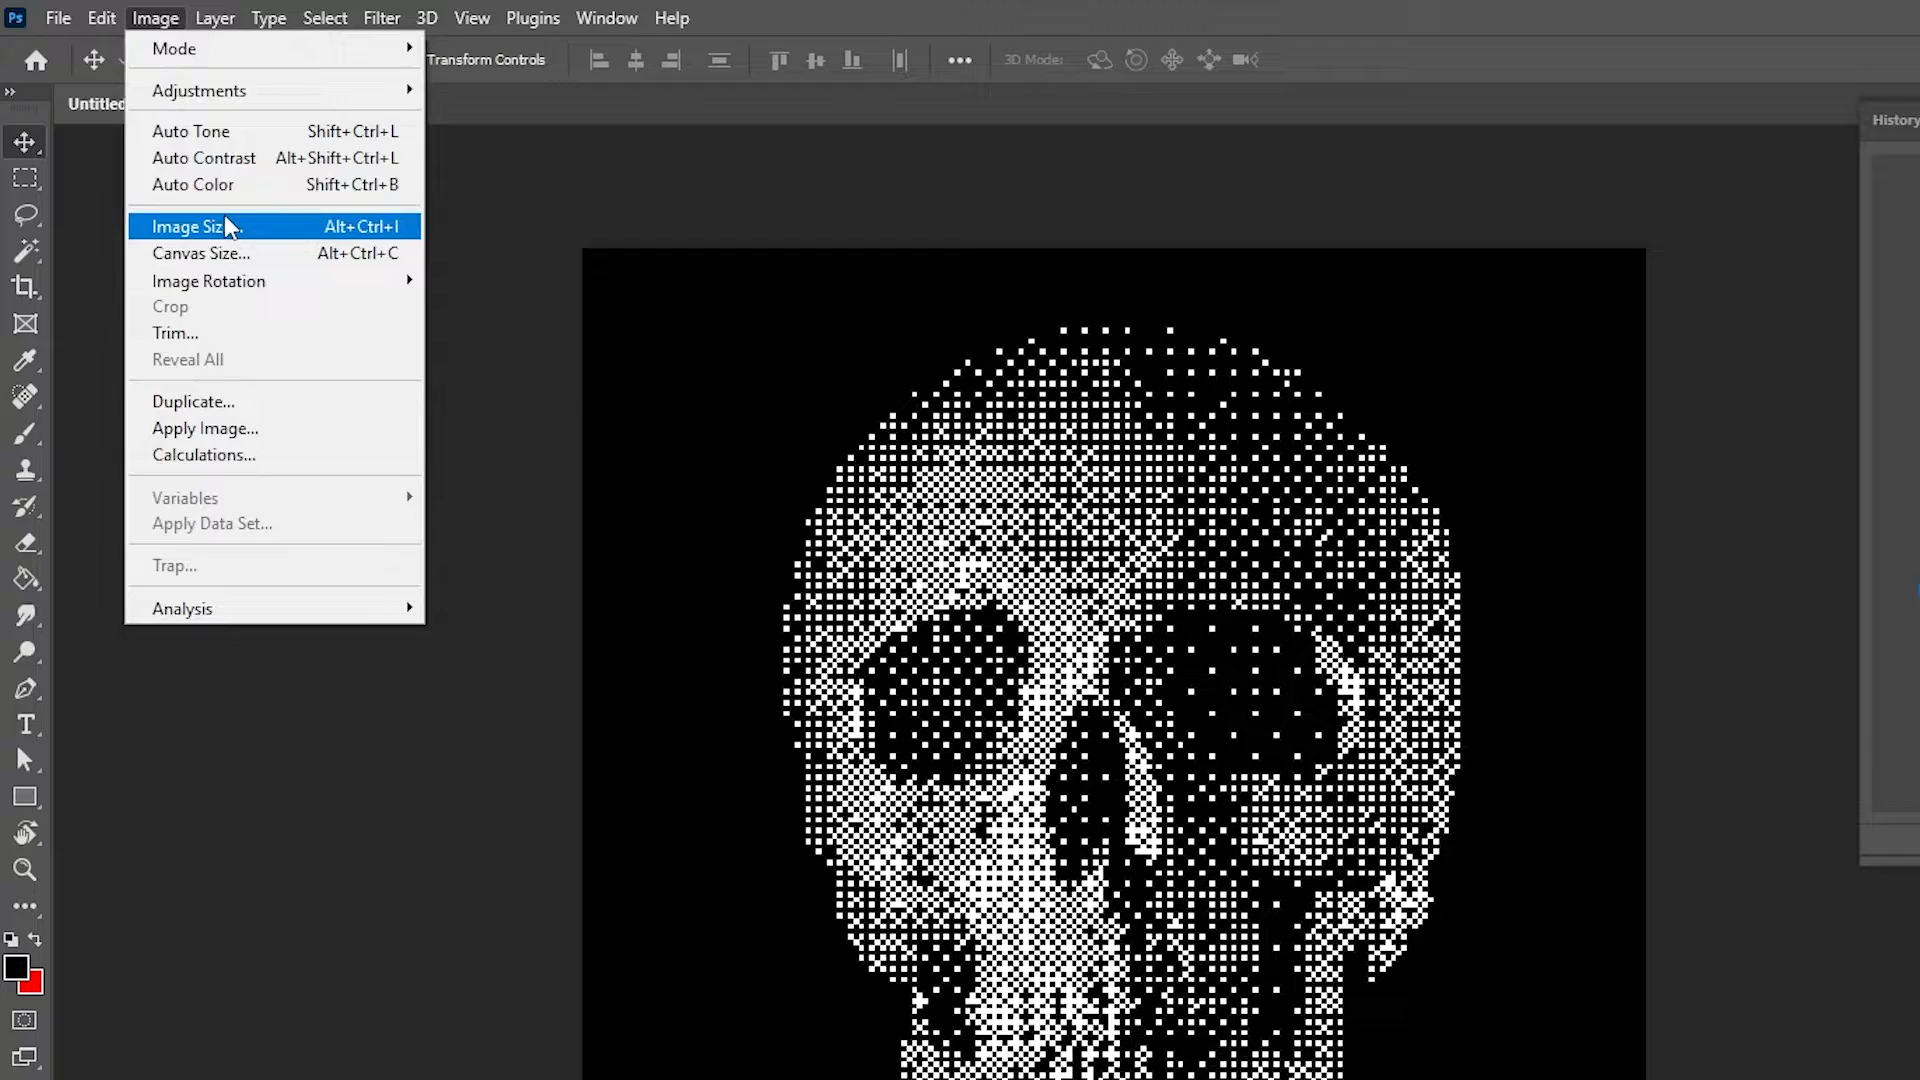 Ps File Edit Image Layer Type Select Filter 3D View Plugins Window Help
Transform Controls 3D Mode:
Untitled
History
Mode
Adjustments
Auto Tone Shift+Ctrl+L
Auto Contrast Alt+Shift+Ctrl+L
Auto Color Shift+Ctrl+B
Image Siz... Alt+Ctrl+I
Canvas Size... Alt+Ctrl+C
Image Rotation
Crop
Trim...
Reveal All
Duplicate...
Apply Image...
Calculations...
Variables
Apply Data Set...
Trap...
Analysis